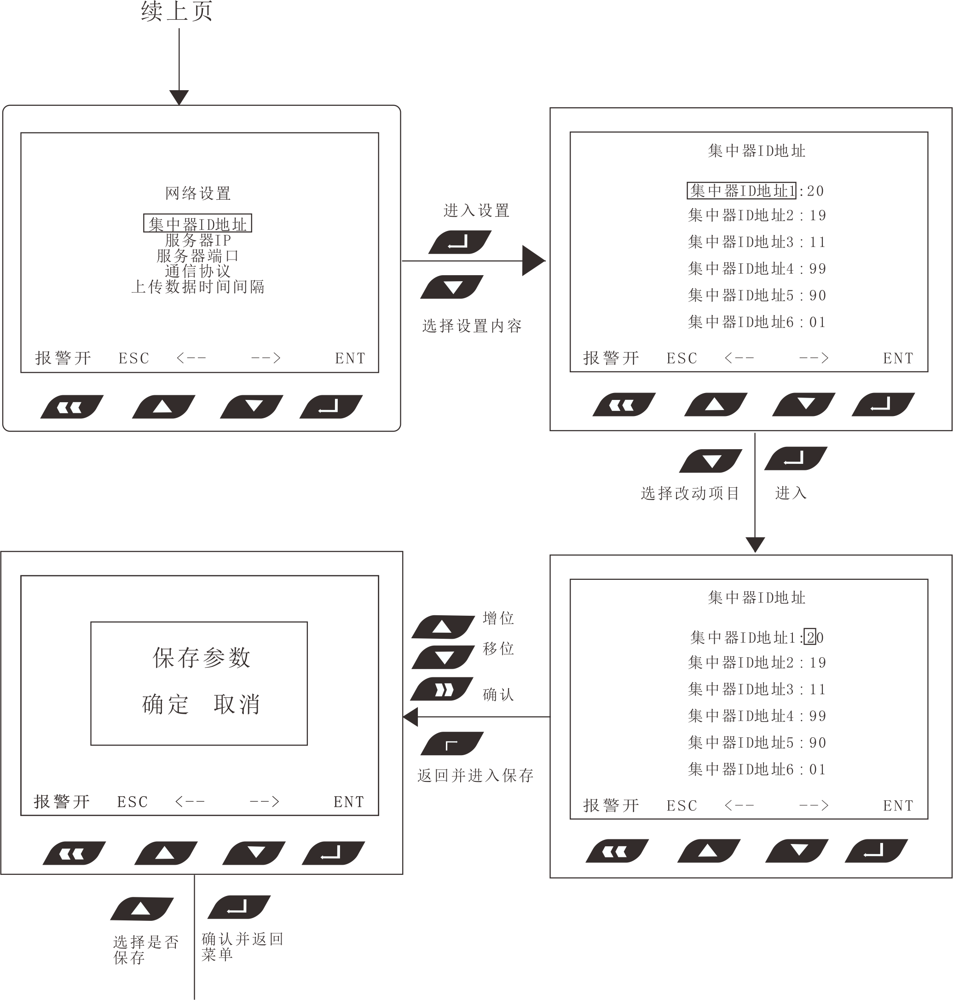 续上页
网络设置
集中器ID地址
服务器IP
服务器端口
通信协议
上传数据时间间隔
报警开 ESC <-- --> ENT
进入设置
选择设置内容
集中器ID地址
集中器ID地址1:20
集中器ID地址2:19
集中器ID地址3:11
集中器ID地址4:99
集中器ID地址5:90
集中器ID地址6:01
报警开 ESC <-- --> ENT
选择改动项目
进入
集中器ID地址
集中器ID地址1:20
集中器ID地址2:19
集中器ID地址3:11
集中器ID地址4:99
集中器ID地址5:90
集中器ID地址6:01
报警开 ESC <-- --> ENT
增位
移位
确认
返回并进入保存
保存参数
确定 取消
报警开 ESC <-- --> ENT
选择是否
保存
确认并返回
菜单